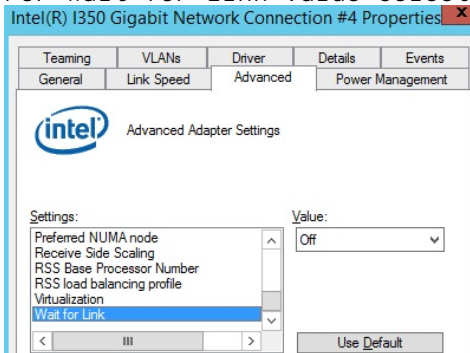 Intel(R) I350 Gigabit Network Connection #4 Properties X
Teaming VLANs Driver Details Events
General Link Speed Advanced Power Management
intel
Advanced Adapter Settings
Settings: Value:
Preferred NUMA node Off
Receive Side Scaling
RSS Base Processor Number
RSS load balancing profile
Virtualization
Wait for Link
Use Default